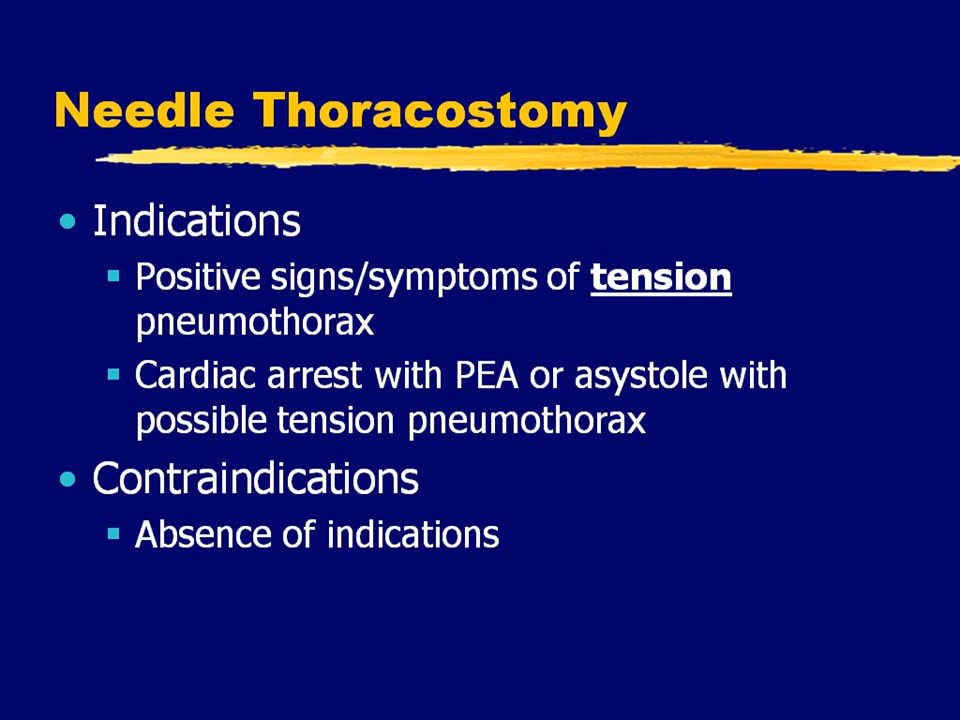 Needle Thoracostomy
• Indications
▪ Positive signs/symptoms of tension
pneumothorax
▪ Cardiac arrest with PEA or asystole with
possible tension pneumothorax
• Contraindications
▪ Absence of indications